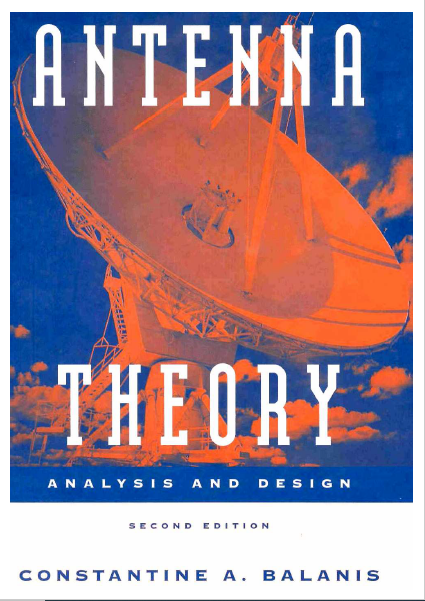 ANTENNA
THEORY
ANALYSIS AND DESIGN
SECOND EDITION
CONSTANTINE A. BALANIS